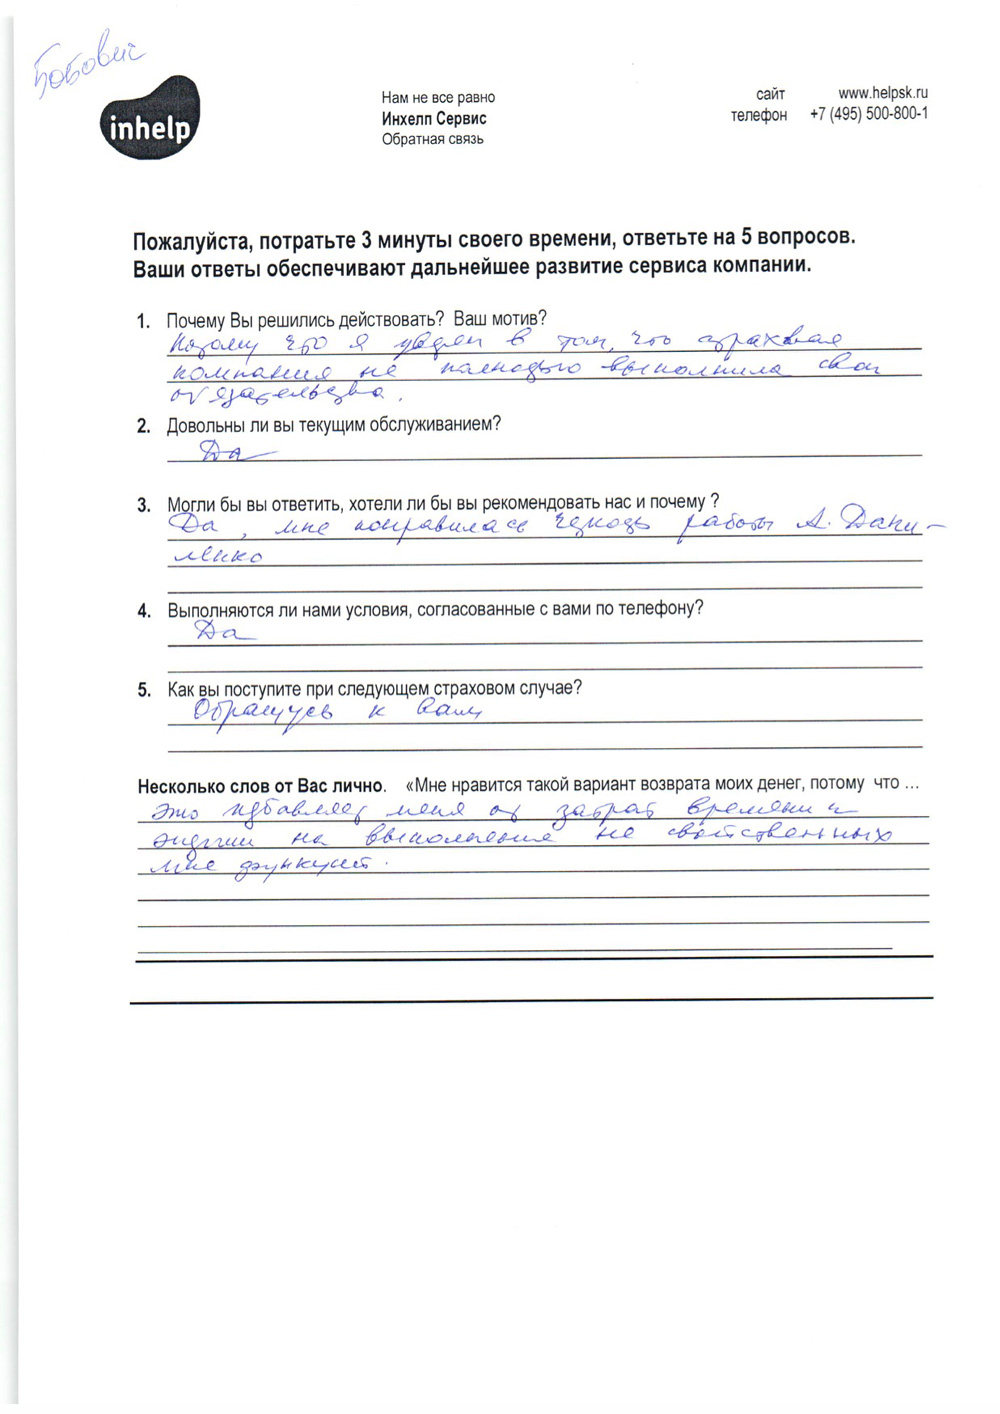 Бобович
inhelp
Нам не все равно
Инхелп Сервис
Обратная связь
сайт www.helpsk.ru
телефон +7 (495) 500-800-1
Пожалуйста, потратьте 3 минуты своего времени, ответьте на 5 вопросов.
Ваши ответы обеспечивают дальнейшее развитие сервиса компании.
1. Почему Вы решились действовать? Ваш мотив?
Потому что я уверен в том, что страховая
компания не полностью выполнила свои
обязательства.
2. Довольны ли вы текущим обслуживанием?
Да
3. Могли бы вы ответить, хотели ли бы вы рекомендовать нас и почему ?
Да, мне понравилась четкость работы А. Дани-
ленко
4. Выполняются ли нами условия, согласованные с вами по телефону?
Да
5. Как вы поступите при следующем страховом случае?
Обращусь к Вам
Несколько слов от Вас лично. «Мне нравится такой вариант возврата моих денег, потому что ...
это избавляет меня от затрат времени и
энергии на выполнение не свойственных
мне функций.